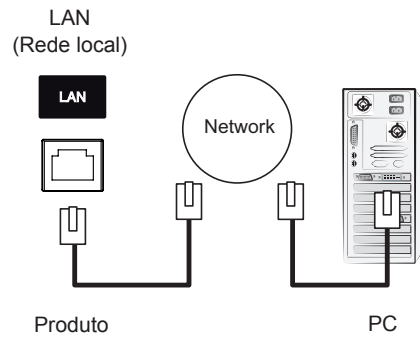 LAN
(Rede local)
LAN
Network
Produto
PC